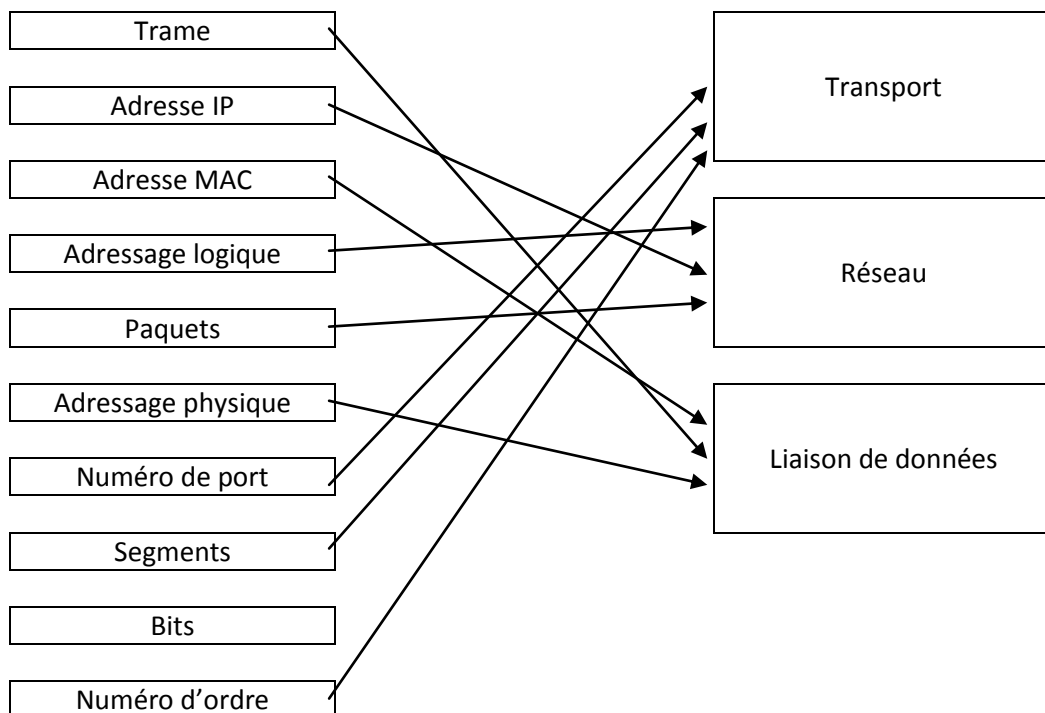 Trame
Adresse IP
Adresse MAC
Adressage logique
Paquets
Adressage physique
Numéro de port
Segments
Bits
Numéro d’ordre
Transport
Réseau
Liaison de données